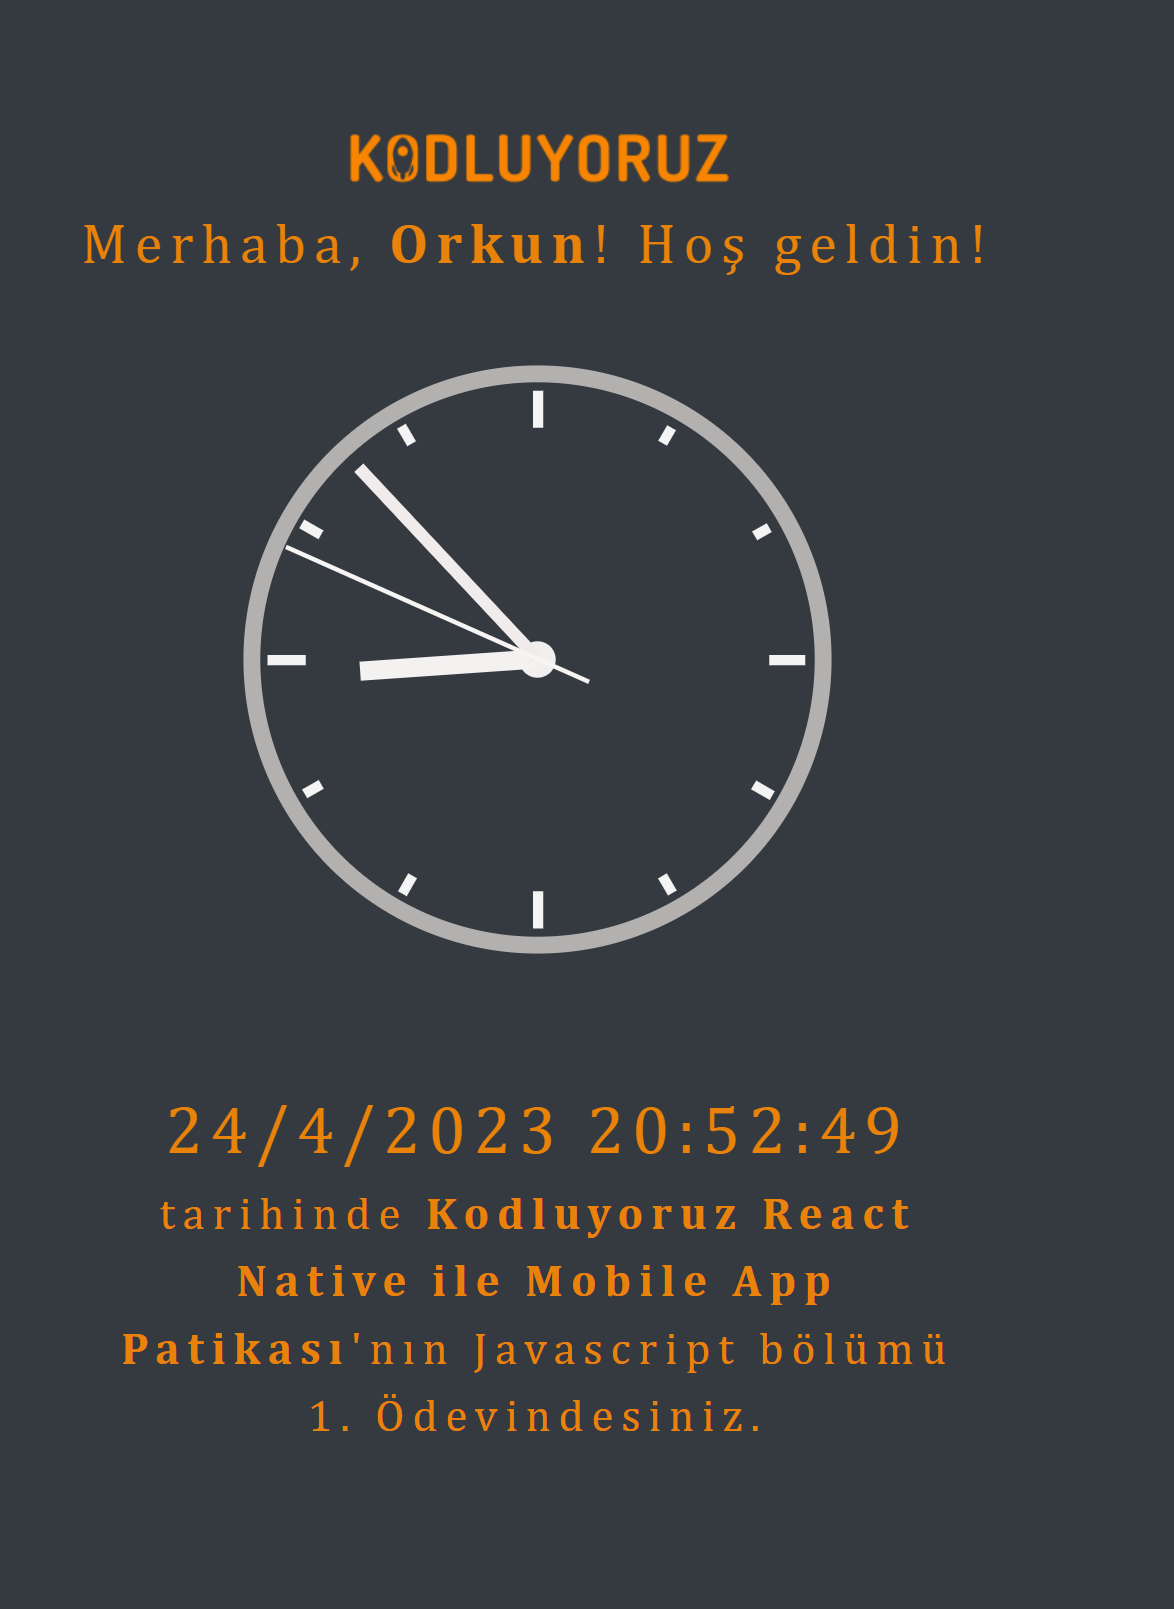 KODLUYORUZ
Merhaba, Orkun! Hoş geldin!
24/4/2023 20:52:49
tarihinde Kodluyoruz React
Native ile Mobile App
Patikası'nın Javascript bölümü
1. Ödevindesiniz.